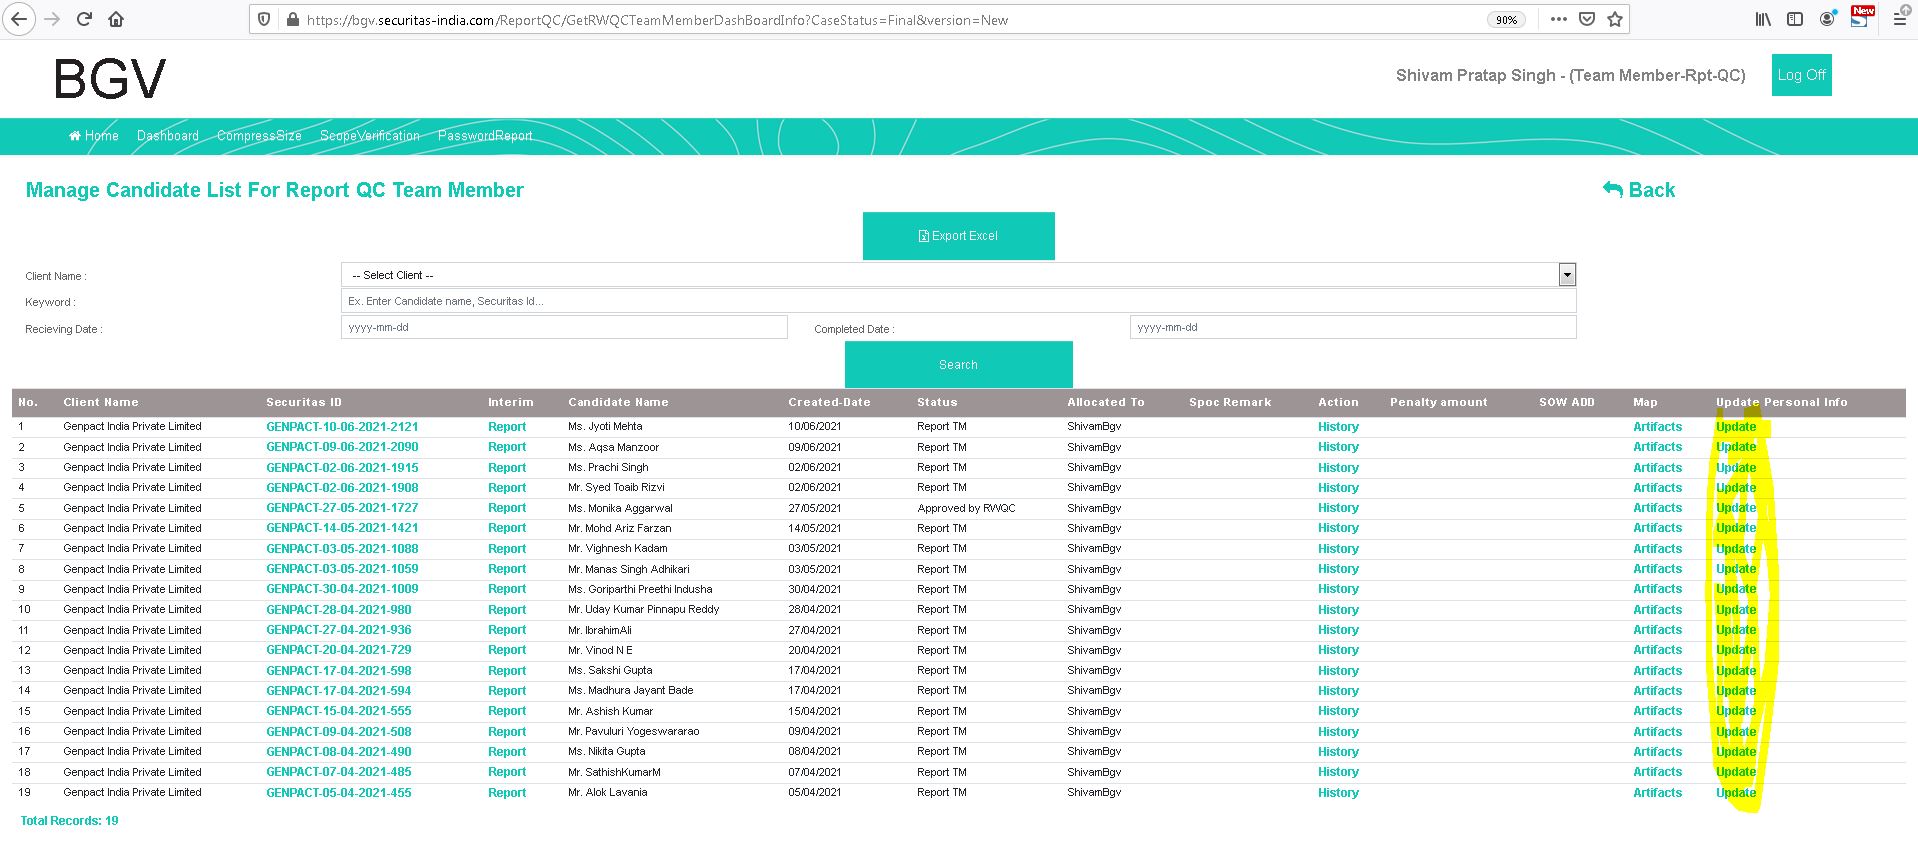 https://bgv.securitas-india.com/ReportQC/GetRWQCTeamMemberDashBoardInfo?CaseStatus=Final&version=New 90% New
BGV Shivam Pratap Singh - (Team Member-Rpt-QC) Log Off
Home Dashboard CompressSize ScopeVerification PasswordReport
Manage Candidate List For Report QC Team Member Back
Export Excel
Client Name : -- Select Client --
Keyword : Ex. Enter Candidate name, Securitas Id...
Recieving Date : yyyy-mm-dd Completed Date : yyyy-mm-dd
Search
No. Client Name Securitas ID Interim Candidate Name Created-Date Status Allocated To Spoc Remark Action Penalty amount SOW ADD Map Update Personal Info
1 Genpact India Private Limited GENPACT-10-06-2021-2121 Report Ms. Jyoti Mehta 10/06/2021 Report TM ShivamBgv History Artifacts Update
2 Genpact India Private Limited GENPACT-09-06-2021-2090 Report Ms. Aqsa Manzoor 09/06/2021 Report TM ShivamBgv History Artifacts Update
3 Genpact India Private Limited GENPACT-02-06-2021-1915 Report Ms. Prachi Singh 02/06/2021 Report TM ShivamBgv History Artifacts Update
4 Genpact India Private Limited GENPACT-02-06-2021-1908 Report Mr. Syed Toaib Rizvi 02/06/2021 Report TM ShivamBgv History Artifacts Update
5 Genpact India Private Limited GENPACT-27-05-2021-1727 Report Ms. Monika Aggarwal 27/05/2021 Approved by RWQC ShivamBgv History Artifacts Update
6 Genpact India Private Limited GENPACT-14-05-2021-1421 Report Mr. Mohd Ariz Farzan 14/05/2021 Report TM ShivamBgv History Artifacts Update
7 Genpact India Private Limited GENPACT-03-05-2021-1088 Report Mr. Vighnesh Kadam 03/05/2021 Report TM ShivamBgv History Artifacts Update
8 Genpact India Private Limited GENPACT-03-05-2021-1059 Report Mr. Manas Singh Adhikari 03/05/2021 Report TM ShivamBgv History Artifacts Update
9 Genpact India Private Limited GENPACT-30-04-2021-1009 Report Ms. Goriparthi Preethi Indusha 30/04/2021 Report TM ShivamBgv History Artifacts Update
10 Genpact India Private Limited GENPACT-28-04-2021-980 Report Mr. Uday Kumar Pinnapu Reddy 28/04/2021 Report TM ShivamBgv History Artifacts Update
11 Genpact India Private Limited GENPACT-27-04-2021-936 Report Mr. IbrahimAli 27/04/2021 Report TM ShivamBgv History Artifacts Update
12 Genpact India Private Limited GENPACT-20-04-2021-729 Report Mr. Vinod N E 20/04/2021 Report TM ShivamBgv History Artifacts Update
13 Genpact India Private Limited GENPACT-17-04-2021-598 Report Ms. Sakshi Gupta 17/04/2021 Report TM ShivamBgv History Artifacts Update
14 Genpact India Private Limited GENPACT-17-04-2021-594 Report Ms. Madhura Jayant Bade 17/04/2021 Report TM ShivamBgv History Artifacts Update
15 Genpact India Private Limited GENPACT-15-04-2021-555 Report Mr. Ashish Kumar 15/04/2021 Report TM ShivamBgv History Artifacts Update
16 Genpact India Private Limited GENPACT-09-04-2021-508 Report Mr. Pavuluri Yogeswararao 09/04/2021 Report TM ShivamBgv History Artifacts Update
17 Genpact India Private Limited GENPACT-08-04-2021-490 Report Ms. Nikita Gupta 08/04/2021 Report TM ShivamBgv History Artifacts Update
18 Genpact India Private Limited GENPACT-07-04-2021-485 Report Mr. SathishKumarM 07/04/2021 Report TM ShivamBgv History Artifacts Update
19 Genpact India Private Limited GENPACT-05-04-2021-455 Report Mr. Alok Lavania 05/04/2021 Report TM ShivamBgv History Artifacts Update
Total Records: 19